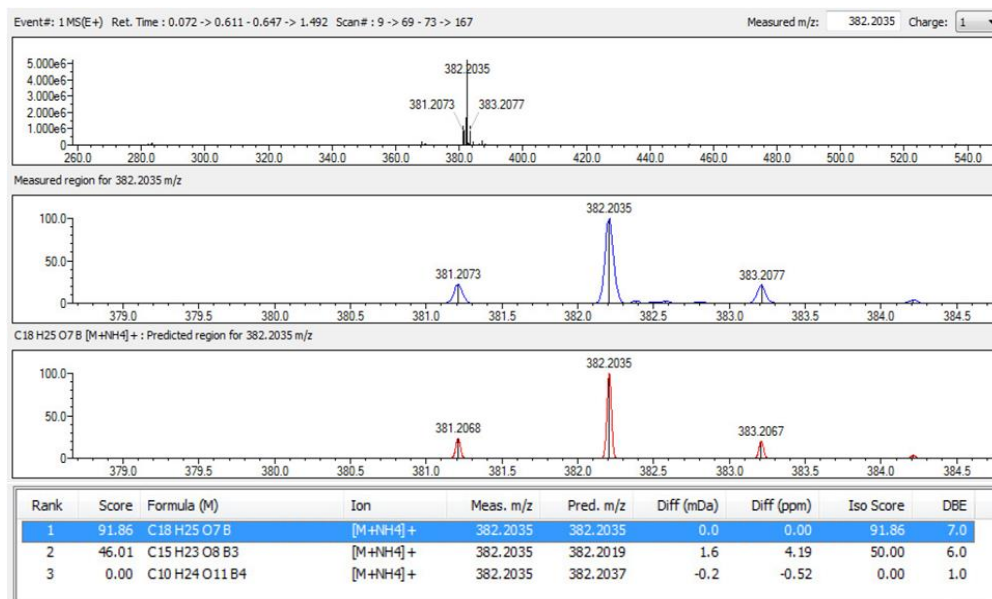 Event#: 1 MS(E+) Ret. Time : 0.072 -> 0.611 - 0.647 -> 1.492 Scan# : 9 -> 69 - 73 -> 167 Measured m/z: 382.2035 Charge: 1
5.000e6
4.000e6
3.000e6
2.000e6
1.000e6
0
382.2035
381.2073 383.2077
260.0 280.0 300.0 320.0 340.0 360.0 380.0 400.0 420.0 440.0 460.0 480.0 500.0 520.0 540.0
Measured region for 382.2035 m/z
100.0
50.0
0
382.2035
381.2073 383.2077
379.0 379.5 380.0 380.5 381.0 381.5 382.0 382.5 383.0 383.5 384.0 384.5
C18 H25 O7 B [M+NH4]+ : Predicted region for 382.2035 m/z
100.0
50.0
0
382.2035
381.2068 383.2067
379.0 379.5 380.0 380.5 381.0 381.5 382.0 382.5 383.0 383.5 384.0 384.5
Rank Score Formula (M) Ion Meas. m/z Pred. m/z Diff (mDa) Diff (ppm) Iso Score DBE
1 91.86 C18 H25 O7 B [M+NH4]+ 382.2035 382.2035 0.0 0.00 91.86 7.0
2 46.01 C15 H23 O8 B3 [M+NH4]+ 382.2035 382.2019 1.6 4.19 50.00 6.0
3 0.00 C10 H24 O11 B4 [M+NH4]+ 382.2035 382.2037 -0.2 -0.52 0.00 1.0